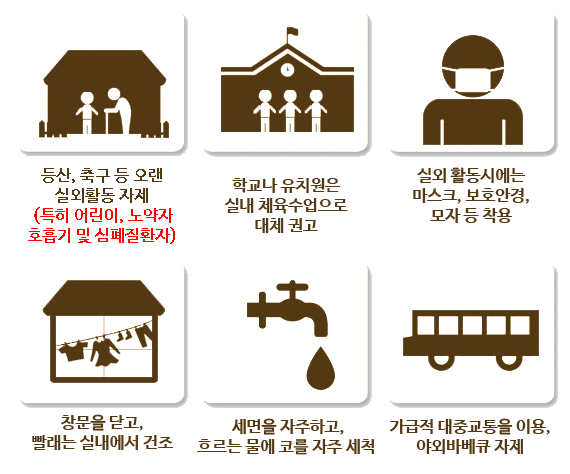 등산, 축구 등 오랜
실외활동 자제
(특히 어린이, 노약자
호흡기 및 심폐질환자)
학교나 유치원은
실내 체육수업으로
대체 권고
실외 활동시에는
마스크, 보호안경,
모자 등 착용
창문을 닫고,
빨래는 실내에서 건조
세면을 자주하고,
흐르는 물에 코를 자주 세척
가급적 대중교통을 이용,
야외바베큐 자제